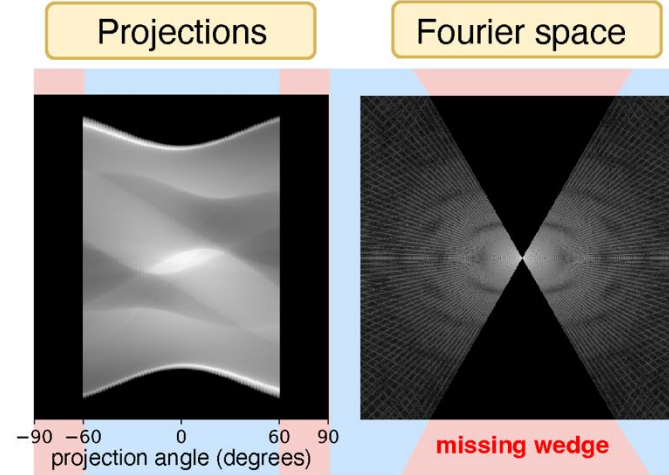 Projections
Fourier space
−90 −60 0 60 90
projection angle (degrees)
missing wedge